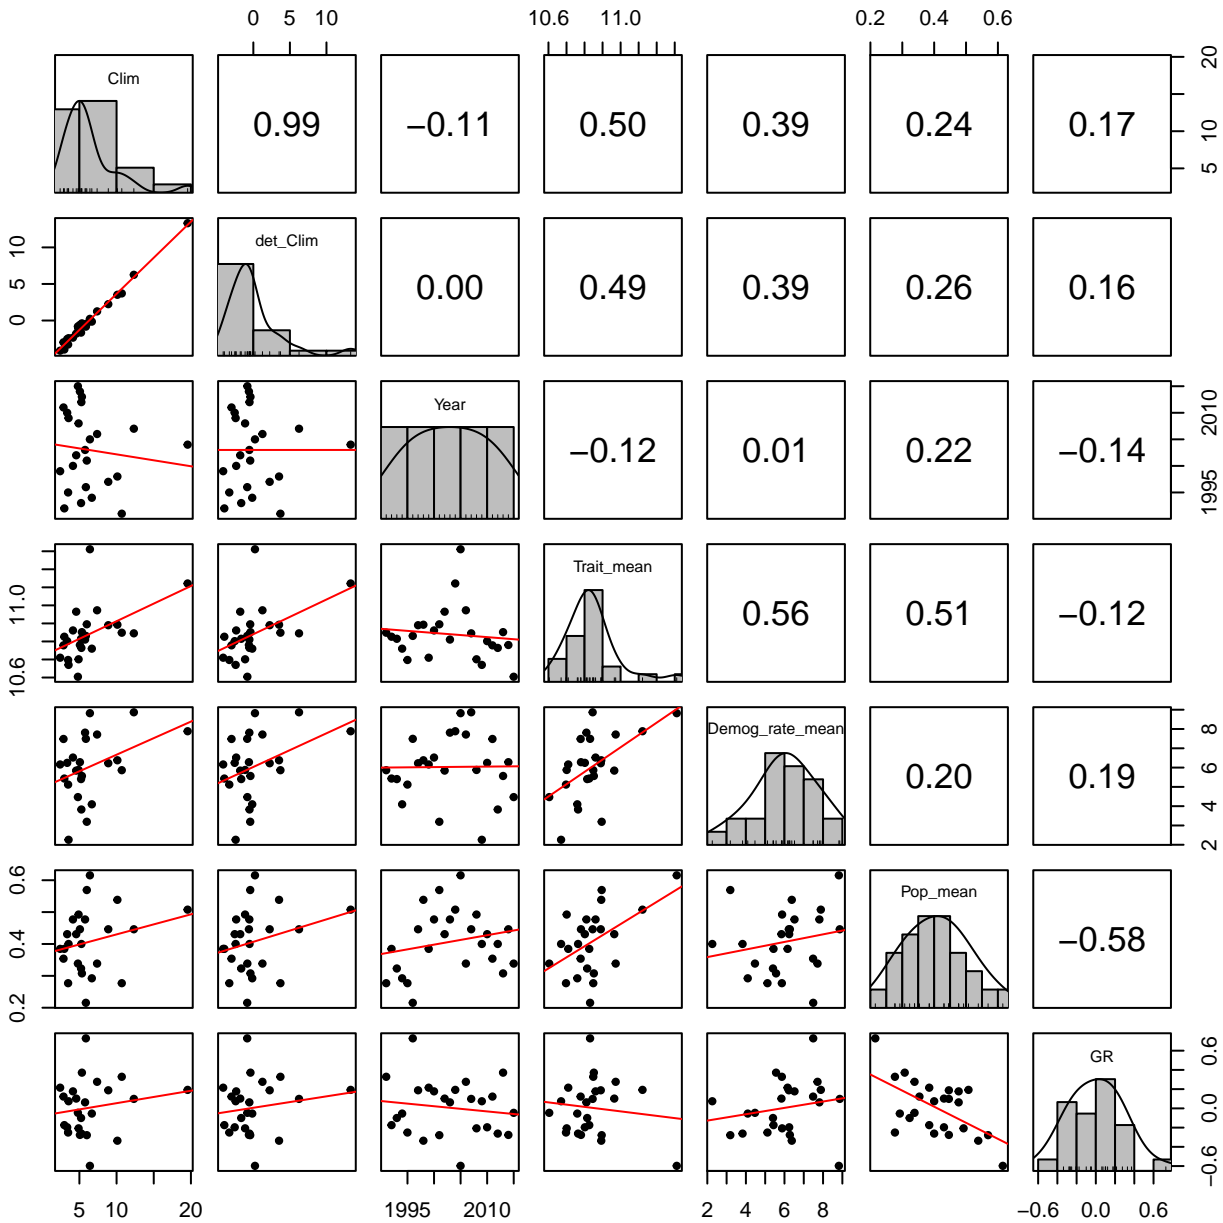 0 5 10 10.6 11.0 0.2 0.4 0.6
Clim 0.99 −0.11 0.50 0.39 0.24 0.17 5 10 20
0 5 10 det_Clim 0.00 0.49 0.39 0.26 0.16
Year −0.12 0.01 0.22 −0.14 1995 2010
10.6 11.0 Trait_mean 0.56 0.51 −0.12
Demog_rate_mean 0.20 0.19 2 4 6 8
0.2 0.4 0.6 Pop_mean −0.58
GR −0.6 0.0 0.6
5 10 20 1995 2010 2 4 6 8 −0.6 0.0 0.6